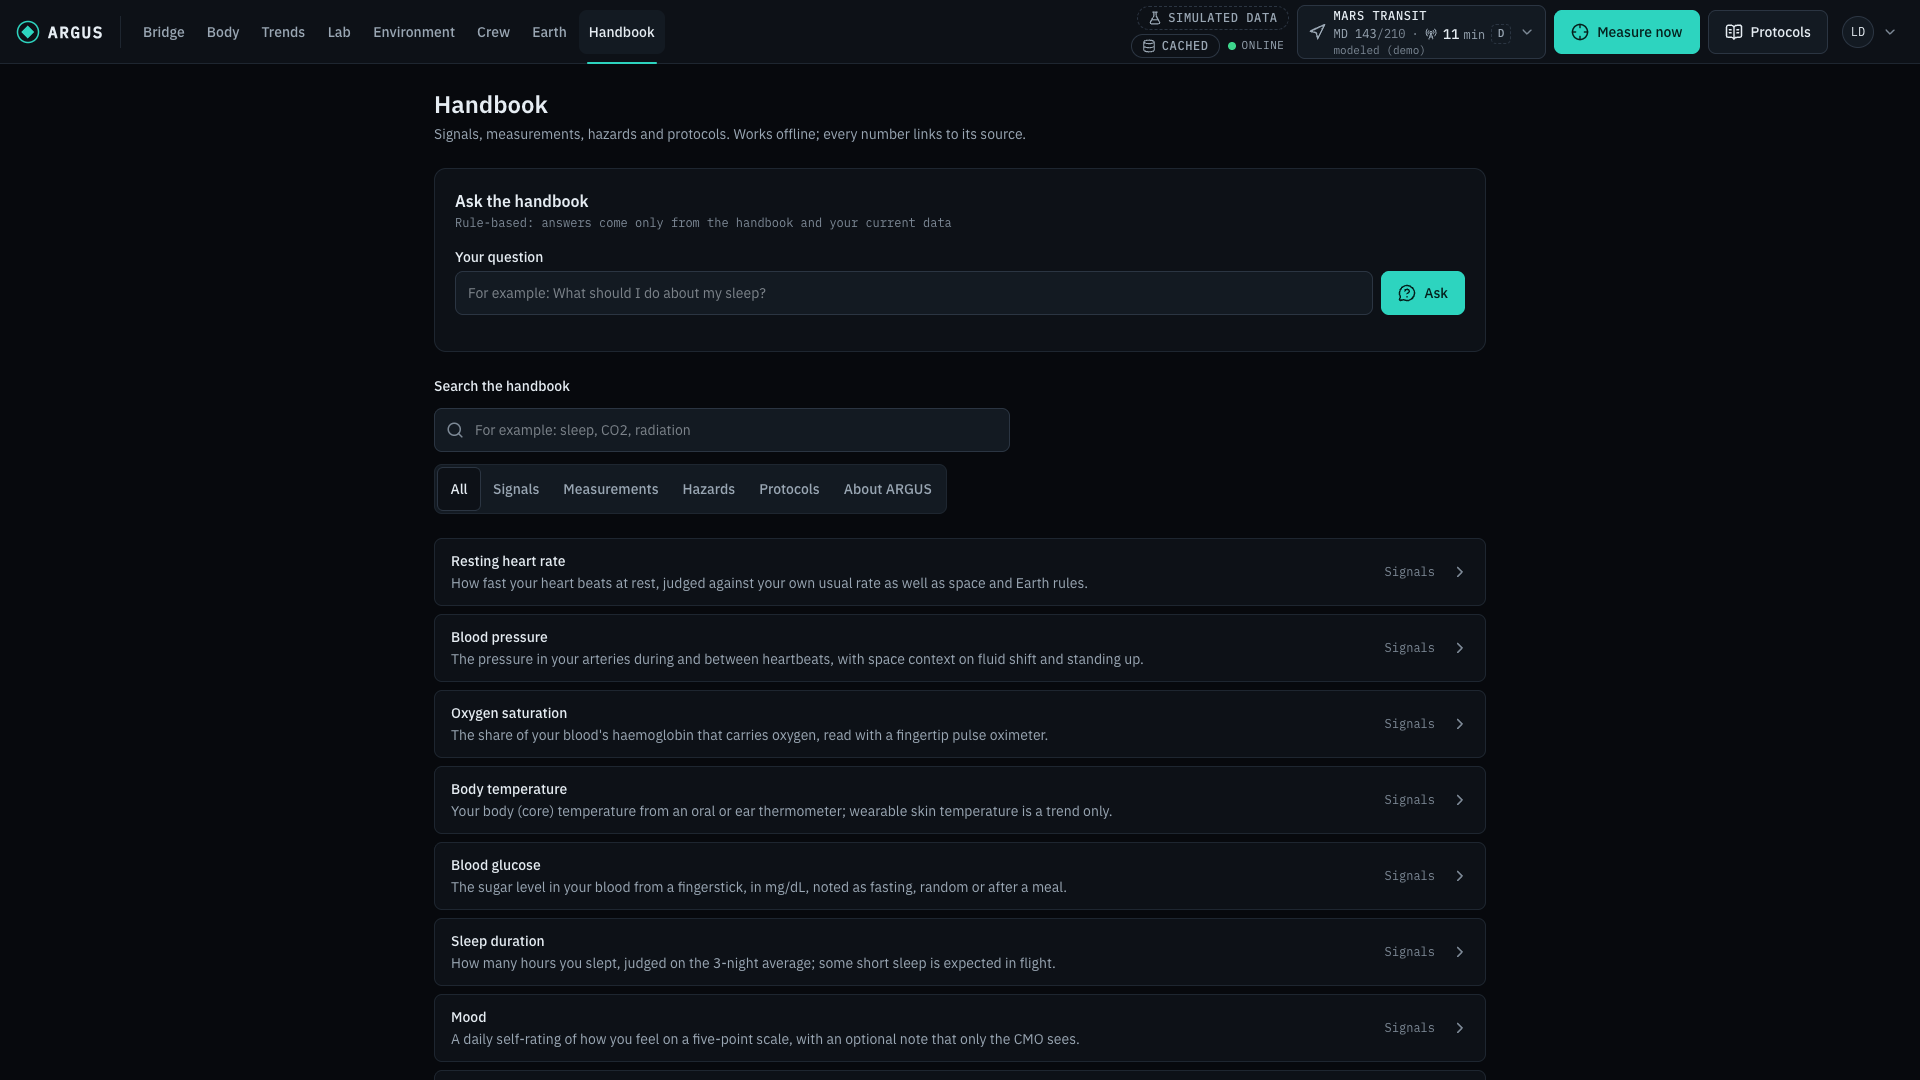 ARGUS
Bridge
Body
Trends
Lab
Environment
Crew
Earth
Handbook
SIMULATED DATA
CACHED
ONLINE
MARS TRANSIT
MD 143/210 · 11 min D
modeled (demo)
Measure now
Protocols
LD
Handbook
Signals, measurements, hazards and protocols. Works offline; every number links to its source.
Ask the handbook
Rule-based: answers come only from the handbook and your current data
Your question
For example: What should I do about my sleep?
Ask
Search the handbook
For example: sleep, CO2, radiation
All
Signals
Measurements
Hazards
Protocols
About ARGUS
Resting heart rate
How fast your heart beats at rest, judged against your own usual rate as well as space and Earth rules.
Signals
Blood pressure
The pressure in your arteries during and between heartbeats, with space context on fluid shift and standing up.
Signals
Oxygen saturation
The share of your blood's haemoglobin that carries oxygen, read with a fingertip pulse oximeter.
Signals
Body temperature
Your body (core) temperature from an oral or ear thermometer; wearable skin temperature is a trend only.
Signals
Blood glucose
The sugar level in your blood from a fingerstick, in mg/dL, noted as fasting, random or after a meal.
Signals
Sleep duration
How many hours you slept, judged on the 3-night average; some short sleep is expected in flight.
Signals
Mood
A daily self-rating of how you feel on a five-point scale, with an optional note that only the CMO sees.
Signals